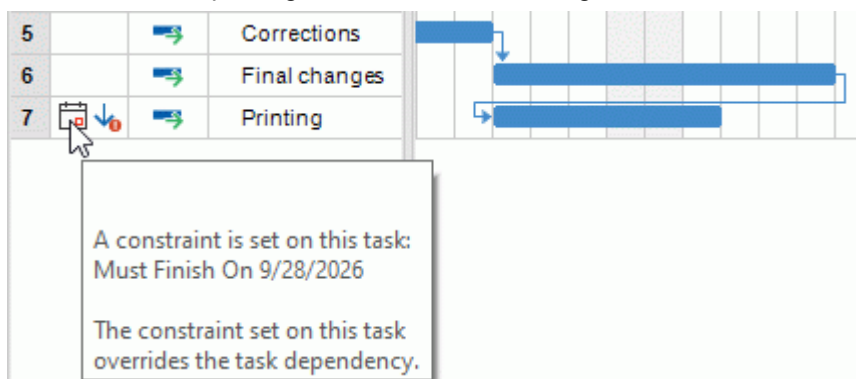 5 Corrections
6 Final changes
7 Printing
A constraint is set on this task:
Must Finish On 9/28/2026
The constraint set on this task
overrides the task dependency.